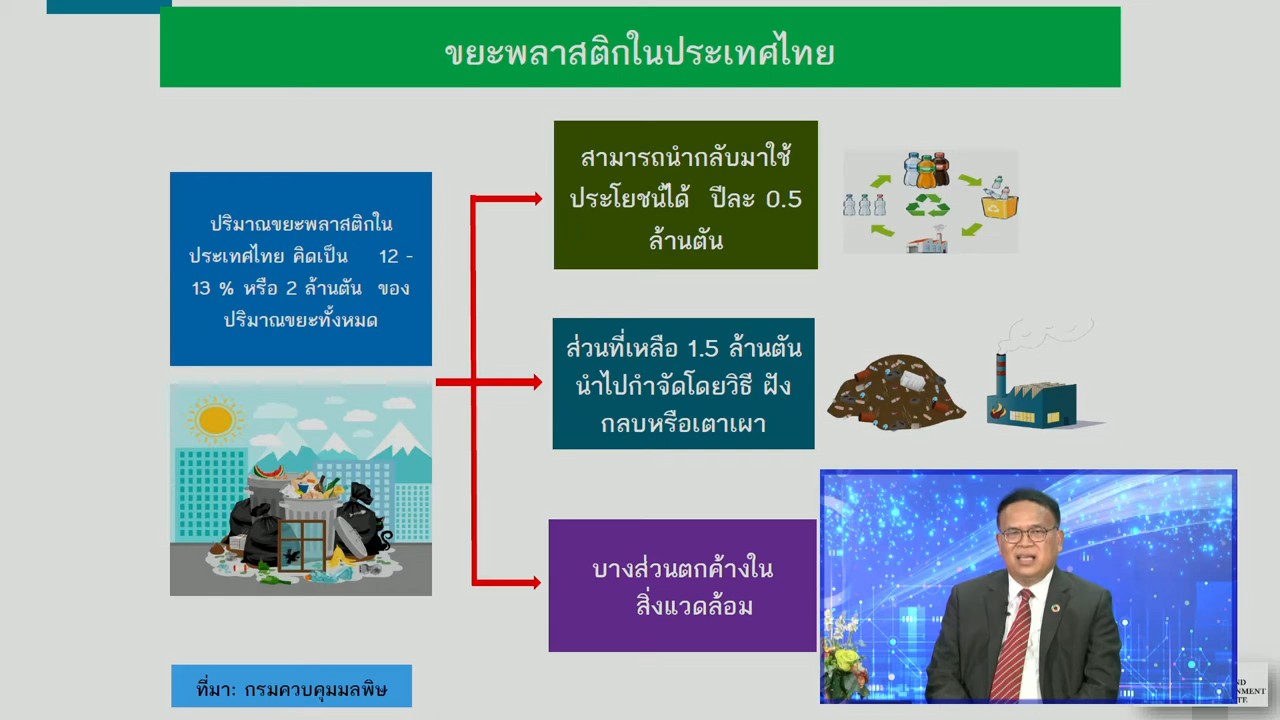 ขยะพลาสติกในประเทศไทย
ปริมาณขยะพลาสติกใน
ประเทศไทย คิดเป็น 12 -
13 % หรือ 2 ล้านตัน ของ
ปริมาณขยะทั้งหมด
สามารถนำกลับมาใช้
ประโยชน์ได้ ปีละ 0.5
ล้านตัน
ส่วนที่เหลือ 1.5 ล้านตัน
นำไปกำจัดโดยวิธี ฝัง
กลบหรือเตาเผา
บางส่วนตกค้างใน
สิ่งแวดล้อม
ที่มา: กรมควบคุมมลพิษ